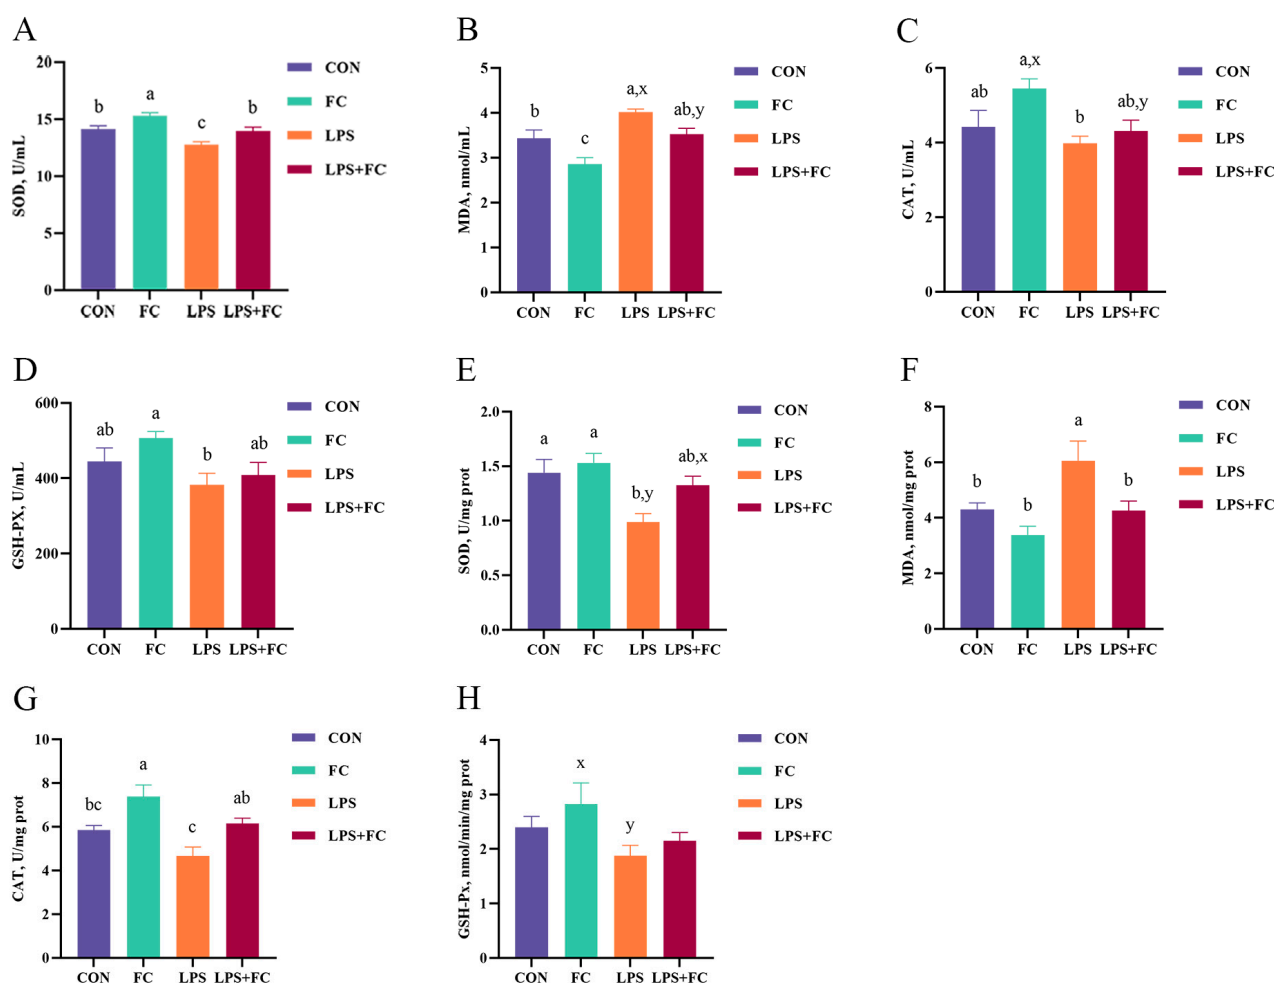 A
SOD, U/mL
20
15
10
5
0
b
a
c
b
CON
FC
LPS
LPS+FC
CON
FC
LPS
LPS+FC
B
MDA, nmol/mL
5
4
3
2
1
0
b
c
a,x
ab,y
CON
FC
LPS
LPS+FC
CON
FC
LPS
LPS+FC
C
CAT, U/mL
6
4
2
0
ab
a,x
b
ab,y
CON
FC
LPS
LPS+FC
CON
FC
LPS
LPS+FC
D
GSH-PX, U/mL
600
400
200
0
ab
a
b
ab
CON
FC
LPS
LPS+FC
CON
FC
LPS
LPS+FC
E
SOD, U/mg prot
2.0
1.5
1.0
0.5
0.0
a
a
b,y
ab,x
CON
FC
LPS
LPS+FC
CON
FC
LPS
LPS+FC
F
MDA, nmol/mg prot
8
6
4
2
0
b
b
a
b
CON
FC
LPS
LPS+FC
CON
FC
LPS
LPS+FC
G
CAT, U/mg prot
10
8
6
4
2
0
bc
a
c
ab
CON
FC
LPS
LPS+FC
CON
FC
LPS
LPS+FC
H
GSH-Px, nmol/min/mg prot
4
3
2
1
0
x
y
CON
FC
LPS
LPS+FC
CON
FC
LPS
LPS+FC